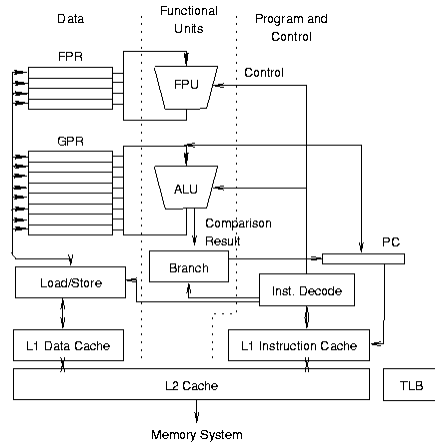 Data
Functional
Units
Program and
Control
FPR
FPU
Control
GPR
ALU
Comparison
Result
PC
Branch
Load/Store
Inst. Decode
L1 Data Cache
L1 Instruction Cache
L2 Cache
TLB
Memory System